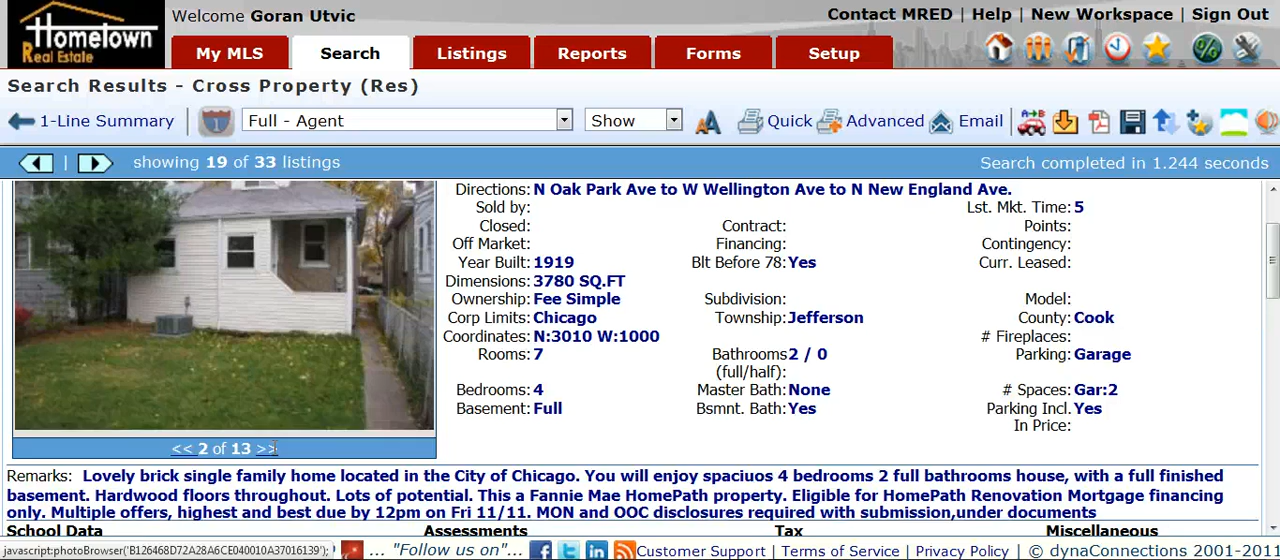 Hometown
Real Estate
Welcome Goran Utvic
Contact MRED | Help | New Workspace | Sign Out
My MLS
Search
Listings
Reports
Forms
Setup
Search Results - Cross Property (Res)
1-Line Summary
Full - Agent
Show
Quick
Advanced
Email
| showing 19 of 33 listings
Search completed in 1.244 seconds
Directions: N Oak Park Ave to W Wellington Ave to N New England Ave.
Sold by: Lst. Mkt. Time: 5
Closed: Contract: Points:
Off Market: Financing: Contingency:
Year Built: 1919 Blt Before 78: Yes Curr. Leased:
Dimensions: 3780 SQ.FT
Ownership: Fee Simple Subdivision: Model:
Corp Limits: Chicago Township: Jefferson County: Cook
Coordinates: N:3010 W:1000 # Fireplaces:
Rooms: 7 Bathrooms 2 / 0 Parking: Garage
(full/half):
Bedrooms: 4 Master Bath: None # Spaces: Gar:2
Basement: Full Bsmnt. Bath: Yes Parking Incl. Yes
In Price:
<< 2 of 13 >>
Remarks: Lovely brick single family home located in the City of Chicago. You will enjoy spaciuos 4 bedrooms 2 full bathrooms house, with a full finished
basement. Hardwood floors throughout. Lots of potential. This a Fannie Mae HomePath property. Eligible for HomePath Renovation Mortgage financing
only. Multiple offers, highest and best due by 12pm on Fri 11/11. MON and OOC disclosures required with submission,under documents
School Data Assessments Tax Miscellaneous
javascript:photoBrowser('B126468D72A28A6CE040010A37016139');
... "Follow us on"... Customer Support | Terms of Service | Privacy Policy | © dynaConnections 2001-2011